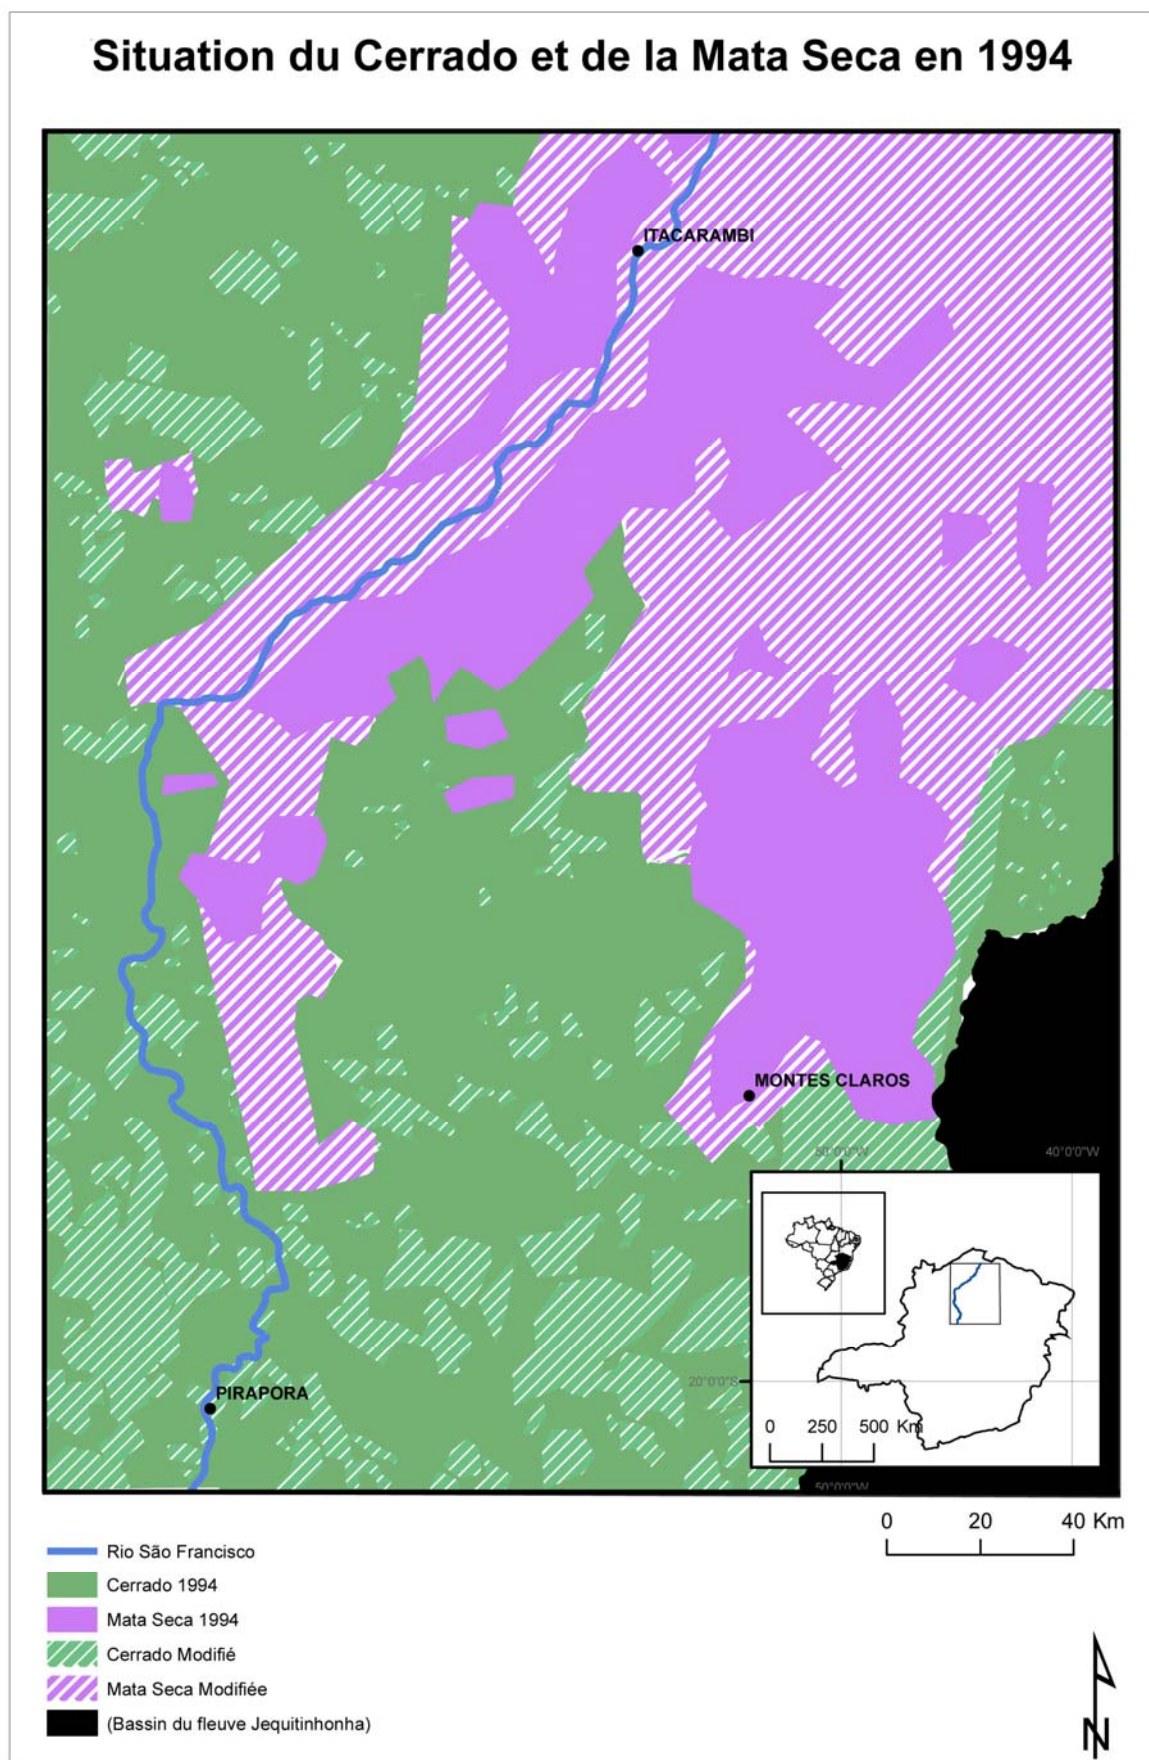 Situation du Cerrado et de la Mata Seca en 1994
ITACARAMBI
MONTES CLAROS
50°0'0"W
40°0'0"W
PIRAPORA
20°0'0"S
0 250 500 Km
50°0'0"W
0 20 40 Km
Rio São Francisco
Cerrado 1994
Mata Seca 1994
Cerrado Modifié
Mata Seca Modifiée
(Bassin du fleuve Jequitinhonha)
N